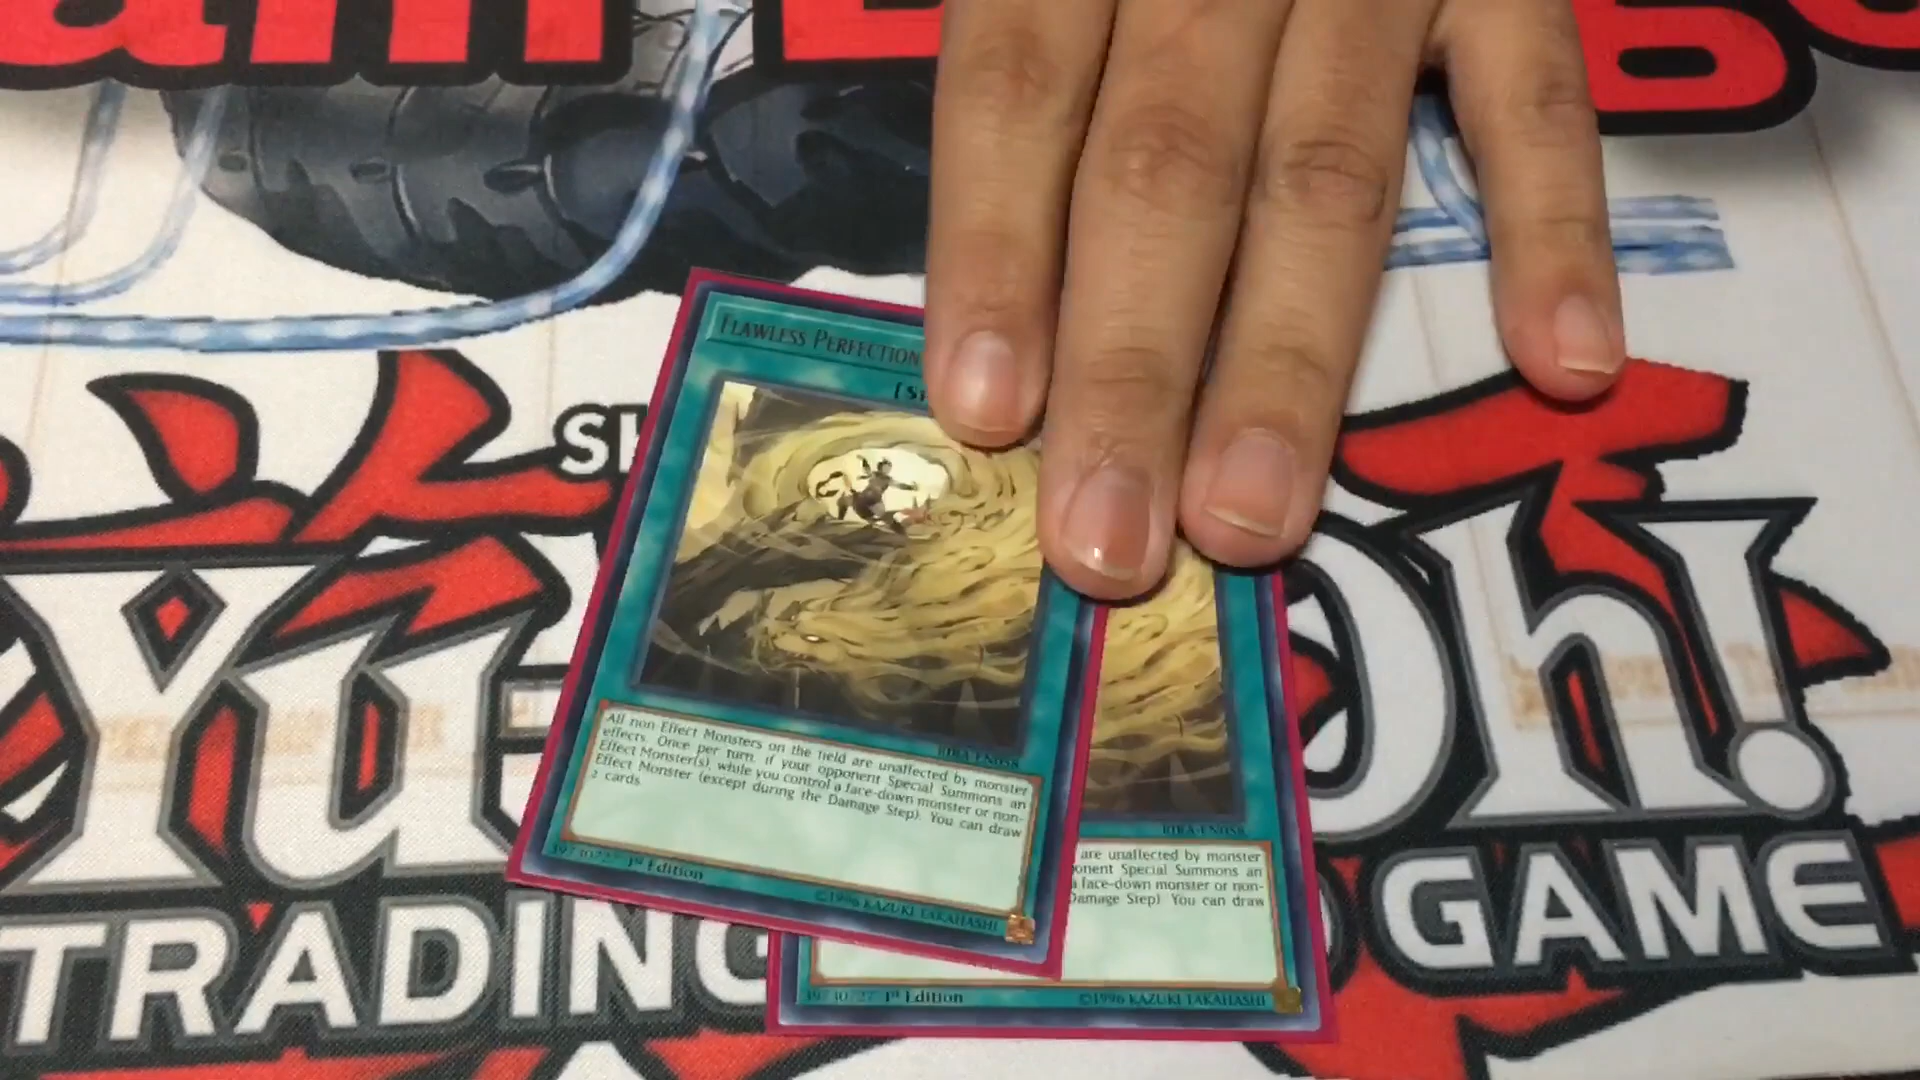 FLAWLESS PERFECTION
All non Effect Monsters on the field are unaffected by monster
effects. Once per turn, if your opponent Special Summons an
Effect Monster(s), while you control a face-down monster or non-
Effect Monster (except during the Damage Step). You can draw
2 cards.
1st Edition
©1996 KAZUKI TAKAHASHI
are unaffected by monster
ponent Special Summons an
a face-down monster or non-
Damage Step). You can draw
1st Edition
©1996 KAZUKI TAKAHASHI
Yu
Oh!
TRADING
GAME